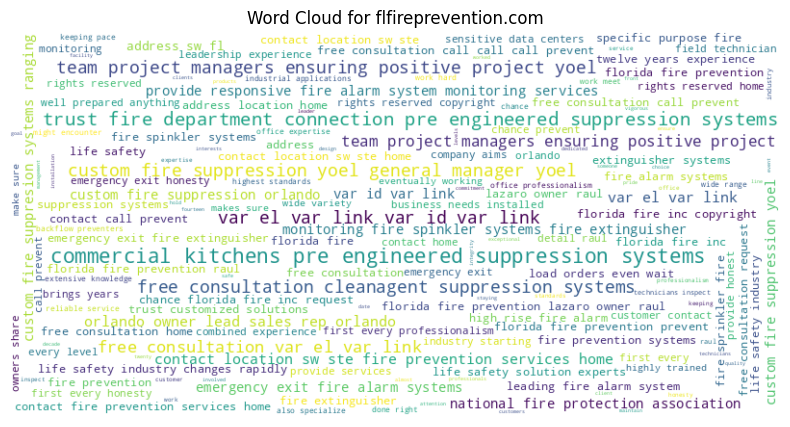 Word Cloud for flfireprevention.com
keeping pace
contact location sw ste
sensitive data centers
specific purpose fire
monitoring
address sw fl
leadership experience
free consultation call call call prevent
field technician
team project managers ensuring positive project yoel
twelve years experience
industrial applications
work hard
work meet
florida fire prevention
rights reserved
provide responsive fire alarm system monitoring services
rights reserved home
well prepared anything
address location home
rights reserved copyright
chance
free consultation call prevent
trust fire department connection pre engineered suppression systems
might encounter
office expertise
chance prevent
fire spinkler systems
address
team project managers ensuring positive project
life safety
contact location sw ste home
company aims
orlando
extinguisher systems
custom fire suppression yoel general manager yoel
fire alarm systems
emergency exit honesty
highest standards
eventually working
office professionalism
wide range
custom fire suppression orlando
var id var link
lazaro owner raul
var el var link
suppression systems
makes sure
wide variety
business needs installed
contact call prevent
var el var link var id var link
florida fire inc copyright
backflow preventers
monitoring fire spinkler systems fire extinguisher
emergency exit fire extinguisher
detail raul
florida fire
contact home
florida fire inc
commercial kitchens pre engineered suppression systems
florida fire prevention raul
free consultation
emergency exit
load orders even wait
extensive knowledge
free consultation cleanagent suppression systems
technicians inspect
professionalism
brings years
chance florida fire inc request
florida fire prevention lazaro owner raul
reliable service
trust customized solutions
high rise fire alarm
customer contact
orlando owner lead sales rep orlando
first every professionalism
florida fire prevention prevent
free consultation home
combined experience
every level
free consultation var el var link
industry starting
fire prevention systems
raul
contact location sw ste fire prevention services home
first every
highly trained
life safety industry changes rapidly
provide services
life safety solution experts
fire prevention
emergency exit fire alarm systems
leading fire alarm system
first every honesty
fire extinguisher
national fire protection association
contact fire prevention services home
also specialize
done right
attention
customers
custom fire suppression systems ranging
make sure
call prevent
owners share
industry
custom fire suppression yoel
provide honest
fire sprinkler fire
free consultation request
life safety industry